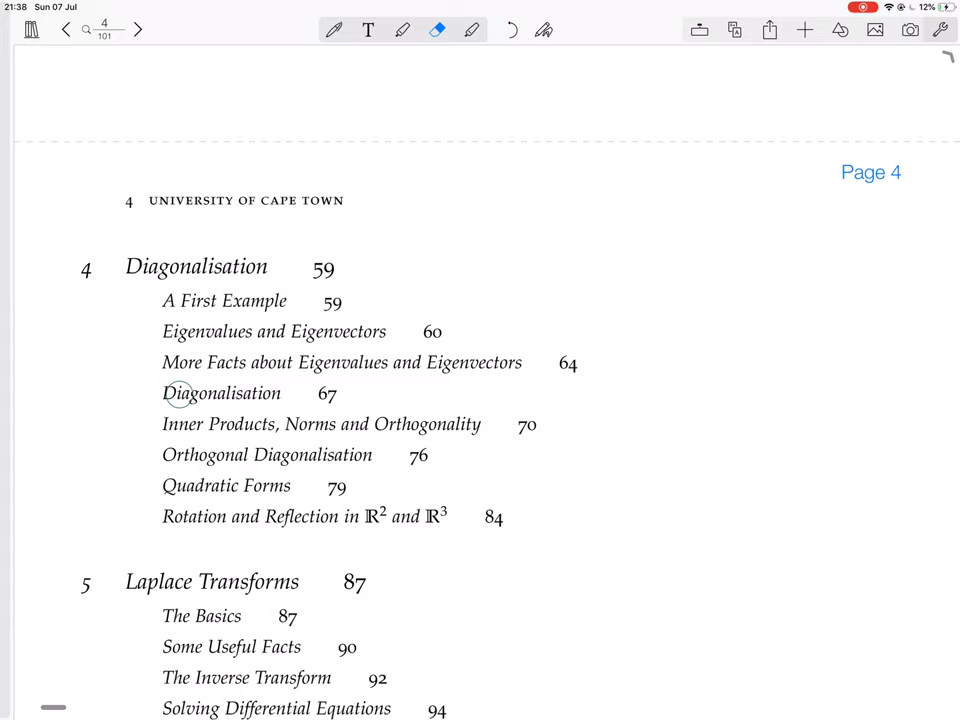 21:38 Sun 07 Jul 12%
4
101
T
Page 4
4 UNIVERSITY OF CAPE TOWN
4 Diagonalisation 59
A First Example 59
Eigenvalues and Eigenvectors 60
More Facts about Eigenvalues and Eigenvectors 64
Diagonalisation 67
Inner Products, Norms and Orthogonality 70
Orthogonal Diagonalisation 76
Quadratic Forms 79
Rotation and Reflection in ℝ² and ℝ³ 84
5 Laplace Transforms 87
The Basics 87
Some Useful Facts 90
The Inverse Transform 92
Solving Differential Equations 94